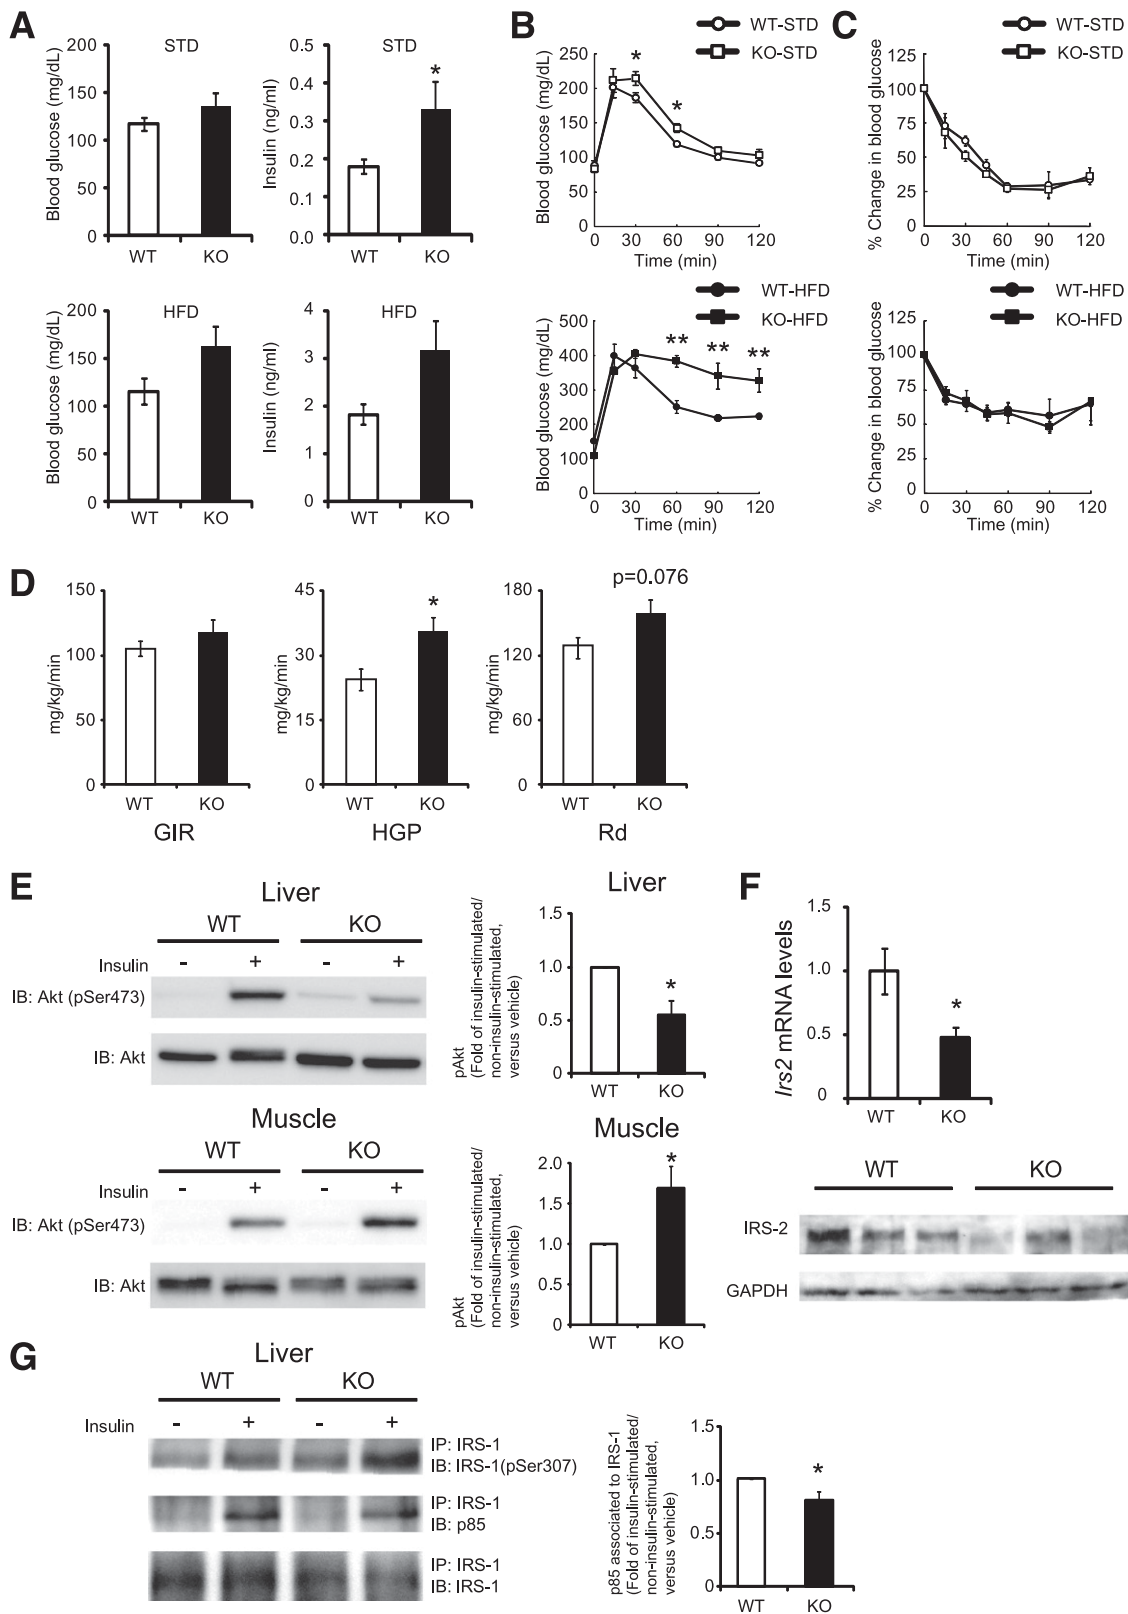 A
STD
Blood glucose (mg/dL)
200
150
100
50
0
WT
KO
STD
Insulin (ng/ml)
0.5
0.4
0.3
0.2
0.1
0.0
*
WT
KO
HFD
Blood glucose (mg/dL)
200
150
100
50
0
WT
KO
HFD
Insulin (ng/ml)
4
3
2
1
0
WT
KO
B
WT-STD
KO-STD
Blood glucose (mg/dL)
250
200
150
100
50
0
*
*
0 30 60 90 120
Time (min)
WT-HFD
KO-HFD
Blood glucose (mg/dL)
500
400
300
200
100
0
** ** **
0 30 60 90 120
Time (min)
C
WT-STD
KO-STD
% Change in blood glucose
125
100
75
50
25
0
0 30 60 90 120
Time (min)
WT-HFD
KO-HFD
% Change in blood glucose
125
100
75
50
25
0
0 30 60 90 120
Time (min)
D
mg/kg/min
150
100
50
0
WT
KO
GIR
mg/kg/min
45
30
15
0
*
WT
KO
HGP
p=0.076
mg/kg/min
180
120
60
0
WT
KO
Rd
E
Liver
WT
KO
Insulin - + - +
IB: Akt (pSer473)
IB: Akt
Liver
pAkt
(Fold of insulin-stimulated/
non-insulin-stimulated,
versus vehicle)
1.5
1.0
0.5
0
*
WT
KO
Muscle
WT
KO
Insulin - + - +
IB: Akt (pSer473)
IB: Akt
Muscle
pAkt
(Fold of insulin-stimulated/
non-insulin-stimulated,
versus vehicle)
2.0
1.5
1.0
0.5
0
*
WT
KO
F
Irs2 mRNA levels
1.5
1.0
0.5
0
*
WT
KO
WT
KO
IRS-2
GAPDH
G
Liver
WT
KO
Insulin - + - +
IP: IRS-1
IB: IRS-1(pSer307)
IP: IRS-1
IB: p85
IP: IRS-1
IB: IRS-1
p85 associated to IRS-1
(Fold of insulin-stimulated/
non-insulin-stimulated,
versus vehicle)
1.5
1.0
0.5
0
*
WT
KO